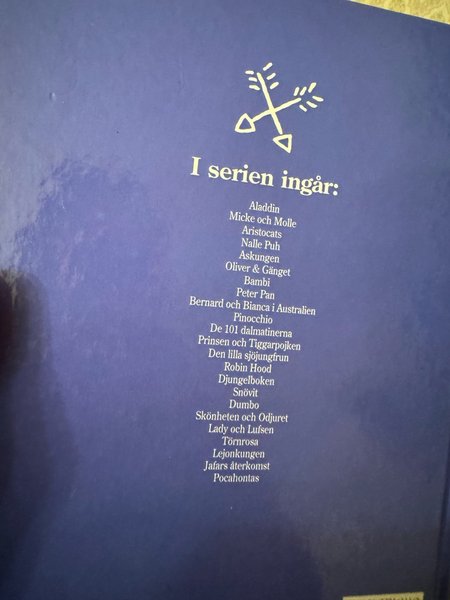 I serien ingår:
Aladdin
Micke och Molle
Aristocats
Nalle Puh
Askungen
Oliver & Gänget
Bambi
Peter Pan
Bernard och Bianca i Australien
Pinocchio
De 101 dalmatinerna
Prinsen och Tiggarpojken
Den lilla sjöjungfrun
Robin Hood
Djungelboken
Snövit
Dumbo
Skönheten och Odjuret
Lady och Lufsen
Törnrosa
Lejonkungen
Jafars återkomst
Pocahontas